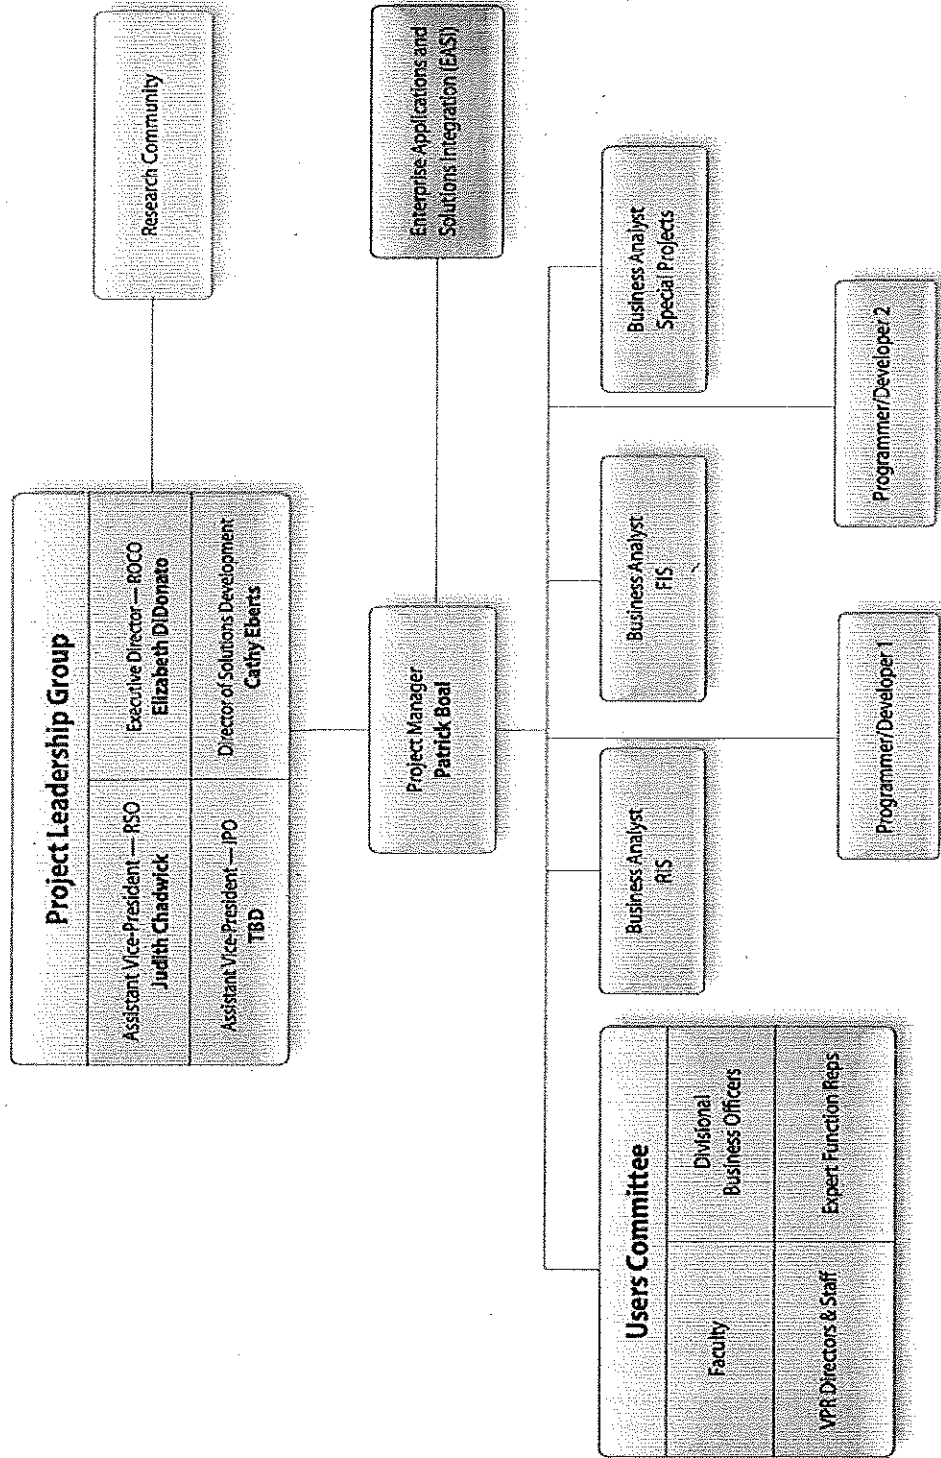 Project Leadership Group
Assistant Vice-President — RSO
Judith Chadwick
Executive Director — ROCO
Elizabeth DiDonato
Assistant Vice-President — IPO
TBD
Director of Solutions Development
Cathy Eberts
Research Community
Project Manager
Patrick Boal
Enterprise Applications and
Solutions Integration (EASI)
Users Committee
Faculty
Divisional
Business Officers
VPR Directors & Staff
Expert Function Reps
Business Analyst
RIS
Business Analyst
FIS
Business Analyst
Special Projects
Programmer/Developer 1
Programmer/Developer 2